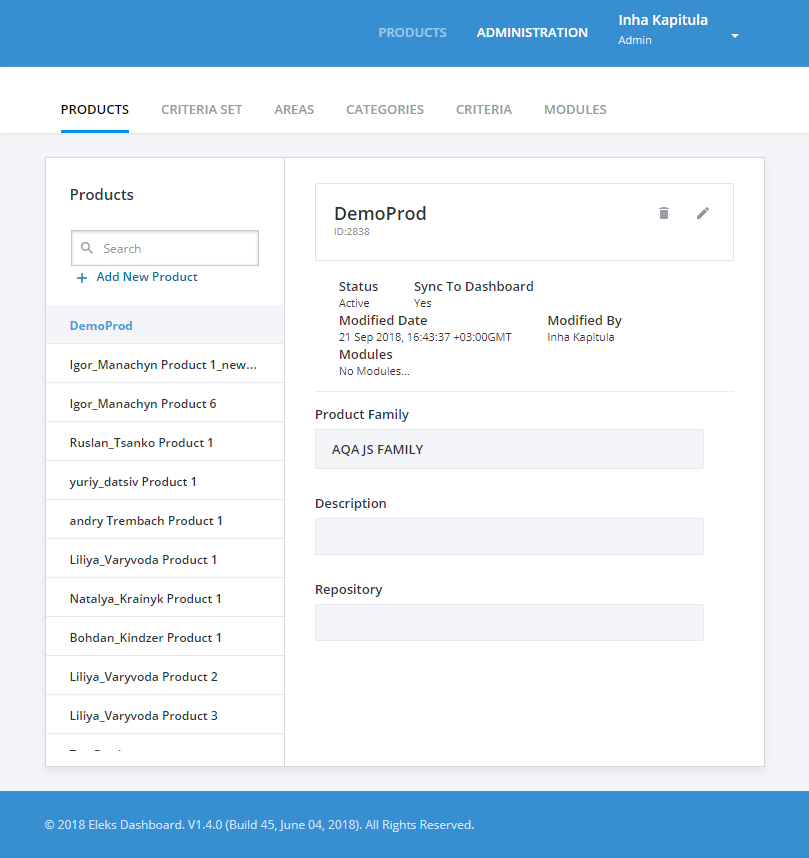 PRODUCTS
ADMINISTRATION
Inha Kapitula
Admin
PRODUCTS
CRITERIA SET
AREAS
CATEGORIES
CRITERIA
MODULES
Products
Search
Add New Product
DemoProd
Igor_Manachyn Product 1_new...
Igor_Manachyn Product 6
Ruslan_Tsanko Product 1
yuriy_datsiv Product 1
andry Trembach Product 1
Liliya_Varyvoda Product 1
Natalya_Krainyk Product 1
Bohdan_Kindzer Product 1
Liliya_Varyvoda Product 2
Liliya_Varyvoda Product 3
DemoProd
ID:2838
Status
Sync To Dashboard
Active
Yes
Modified Date
Modified By
21 Sep 2018, 16:43:37 +03:00GMT
Inha Kapitula
Modules
No Modules...
Product Family
AQA JS FAMILY
Description
Repository
© 2018 Eleks Dashboard. V1.4.0 (Build 45, June 04, 2018). All Rights Reserved.